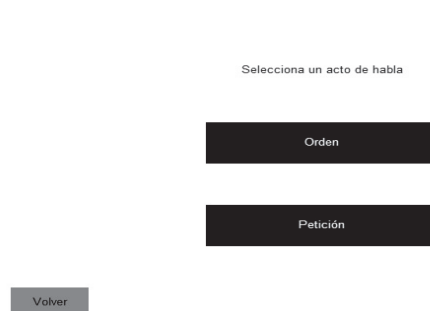 Selecciona un acto de habla
Orden
Petición
Volver